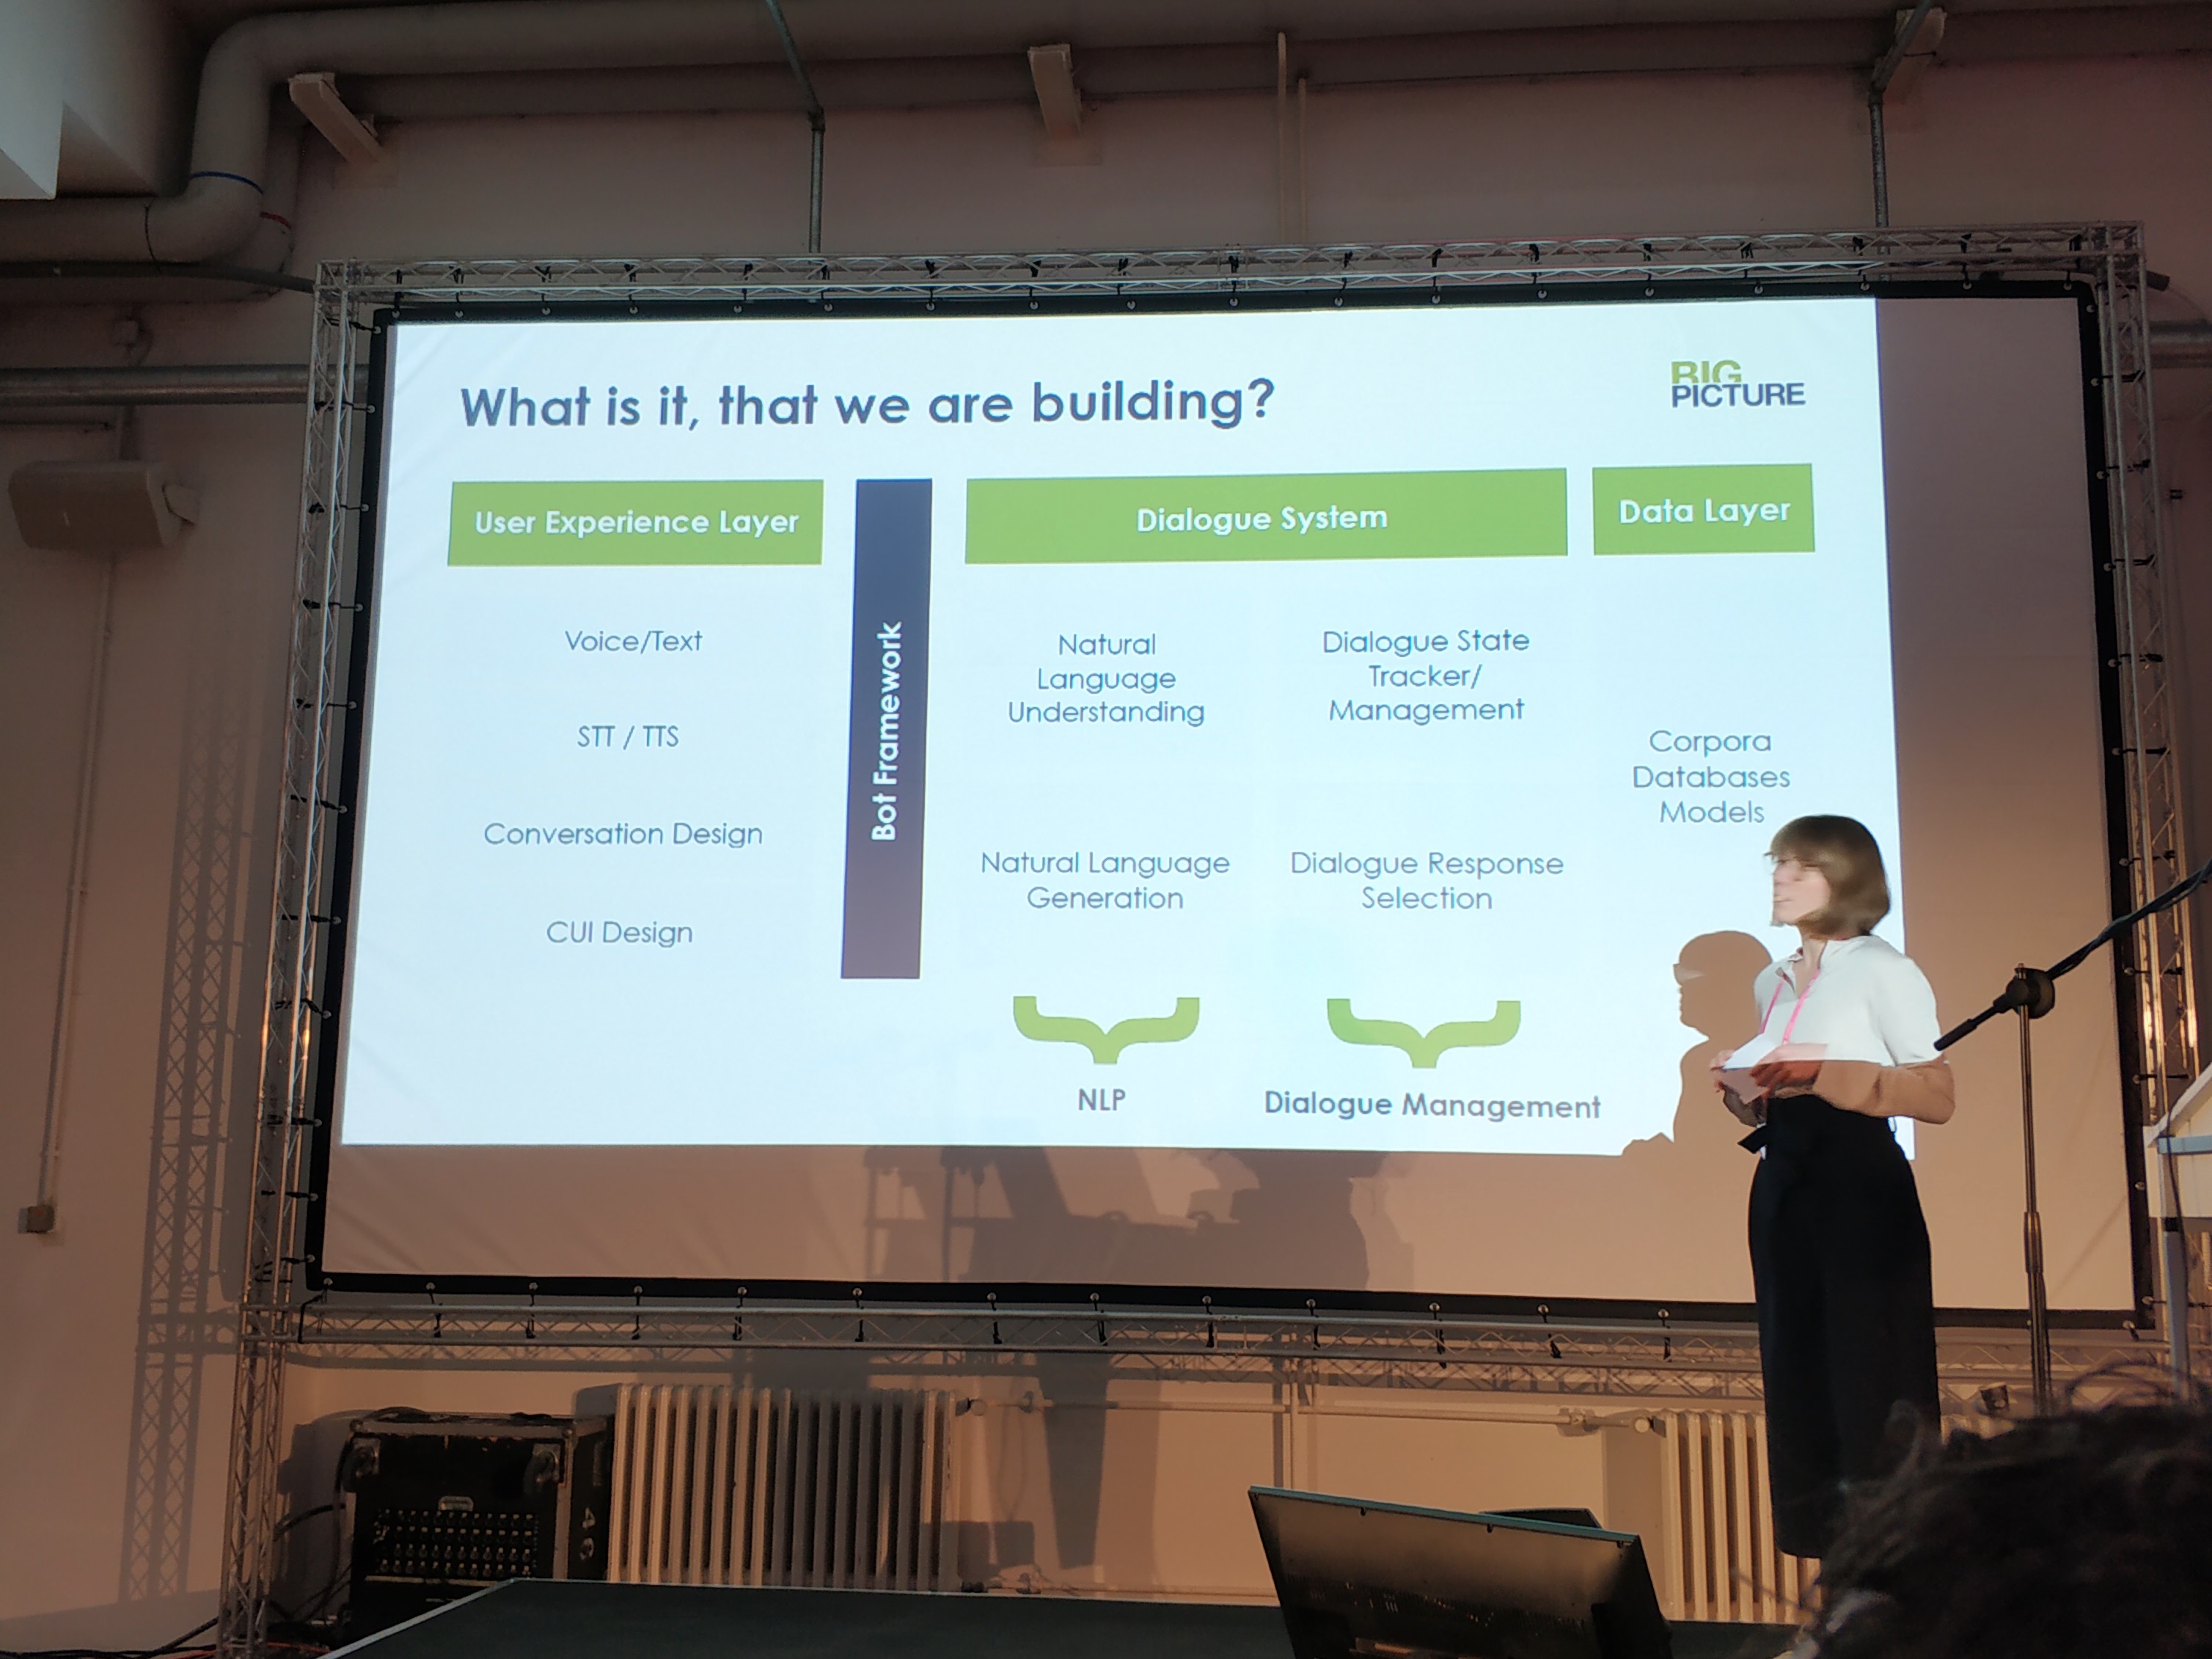 What is it, that we are building?
BIG
PICTURE
User Experience Layer
Voice/Text
STT / TTS
Conversation Design
CUI Design
Bot Framework
Dialogue System
Natural
Language
Understanding
Dialogue State
Tracker/
Management
Natural Language
Generation
Dialogue Response
Selection
NLP
Dialogue Management
Data Layer
Corpora
Databases
Models